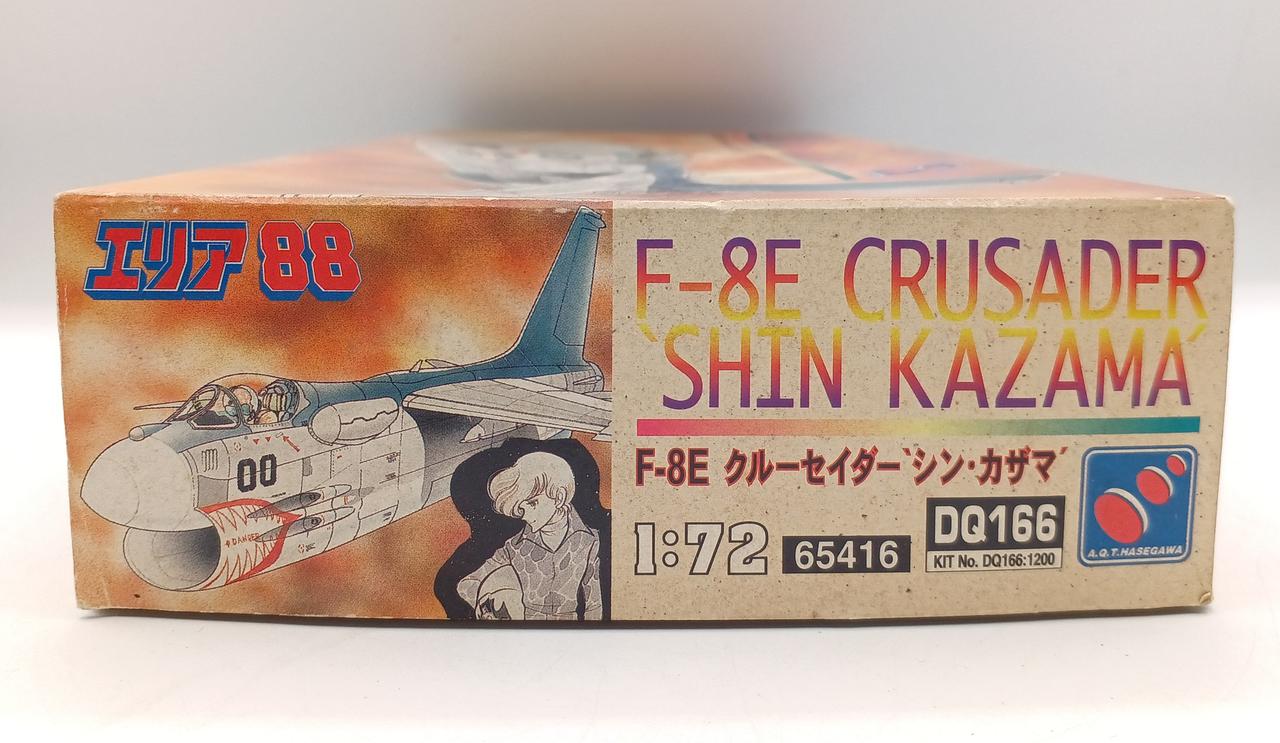 エリア88
00
DANGER
F-8E CRUSADER
`SHIN KAZAMA´
F-8E クルーセイダー`シン・カザマ´
1:72
65416
DQ166
KIT No. DQ166:1200
A.Q.T.HASEGAWA